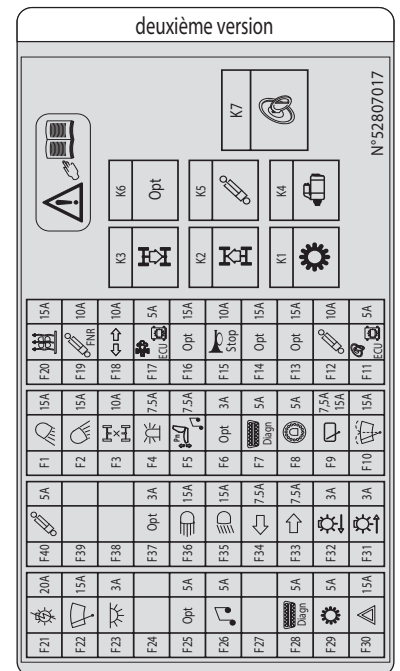 deuxième version
F21 20A F40 5A F1 15A F20 15A
F22 15A F39 F2 15A F19 FNR 10A
F23 3A F38 F3 10A F18 10A
F24 F37 Opt 3A F4 7.5A F17 ECU 5A
F25 Opt 5A F36 15A F5 Pn 7.5A F16 Opt 15A
F26 5A F35 15A F6 Opt 3A F15 Stop 10A
F27 F34 7.5A F7 Diagn 5A F14 Opt 5A
F28 Diagn 5A F33 7.5A F8 5A F13 Opt 15A
F29 5A F32 3A F9 7,5A 15A F12 10A
F30 15A F31 3A F10 15A F11 ECU 5A
K3 K6 Opt
K2 K5 K7
K1 K4
N°52807017